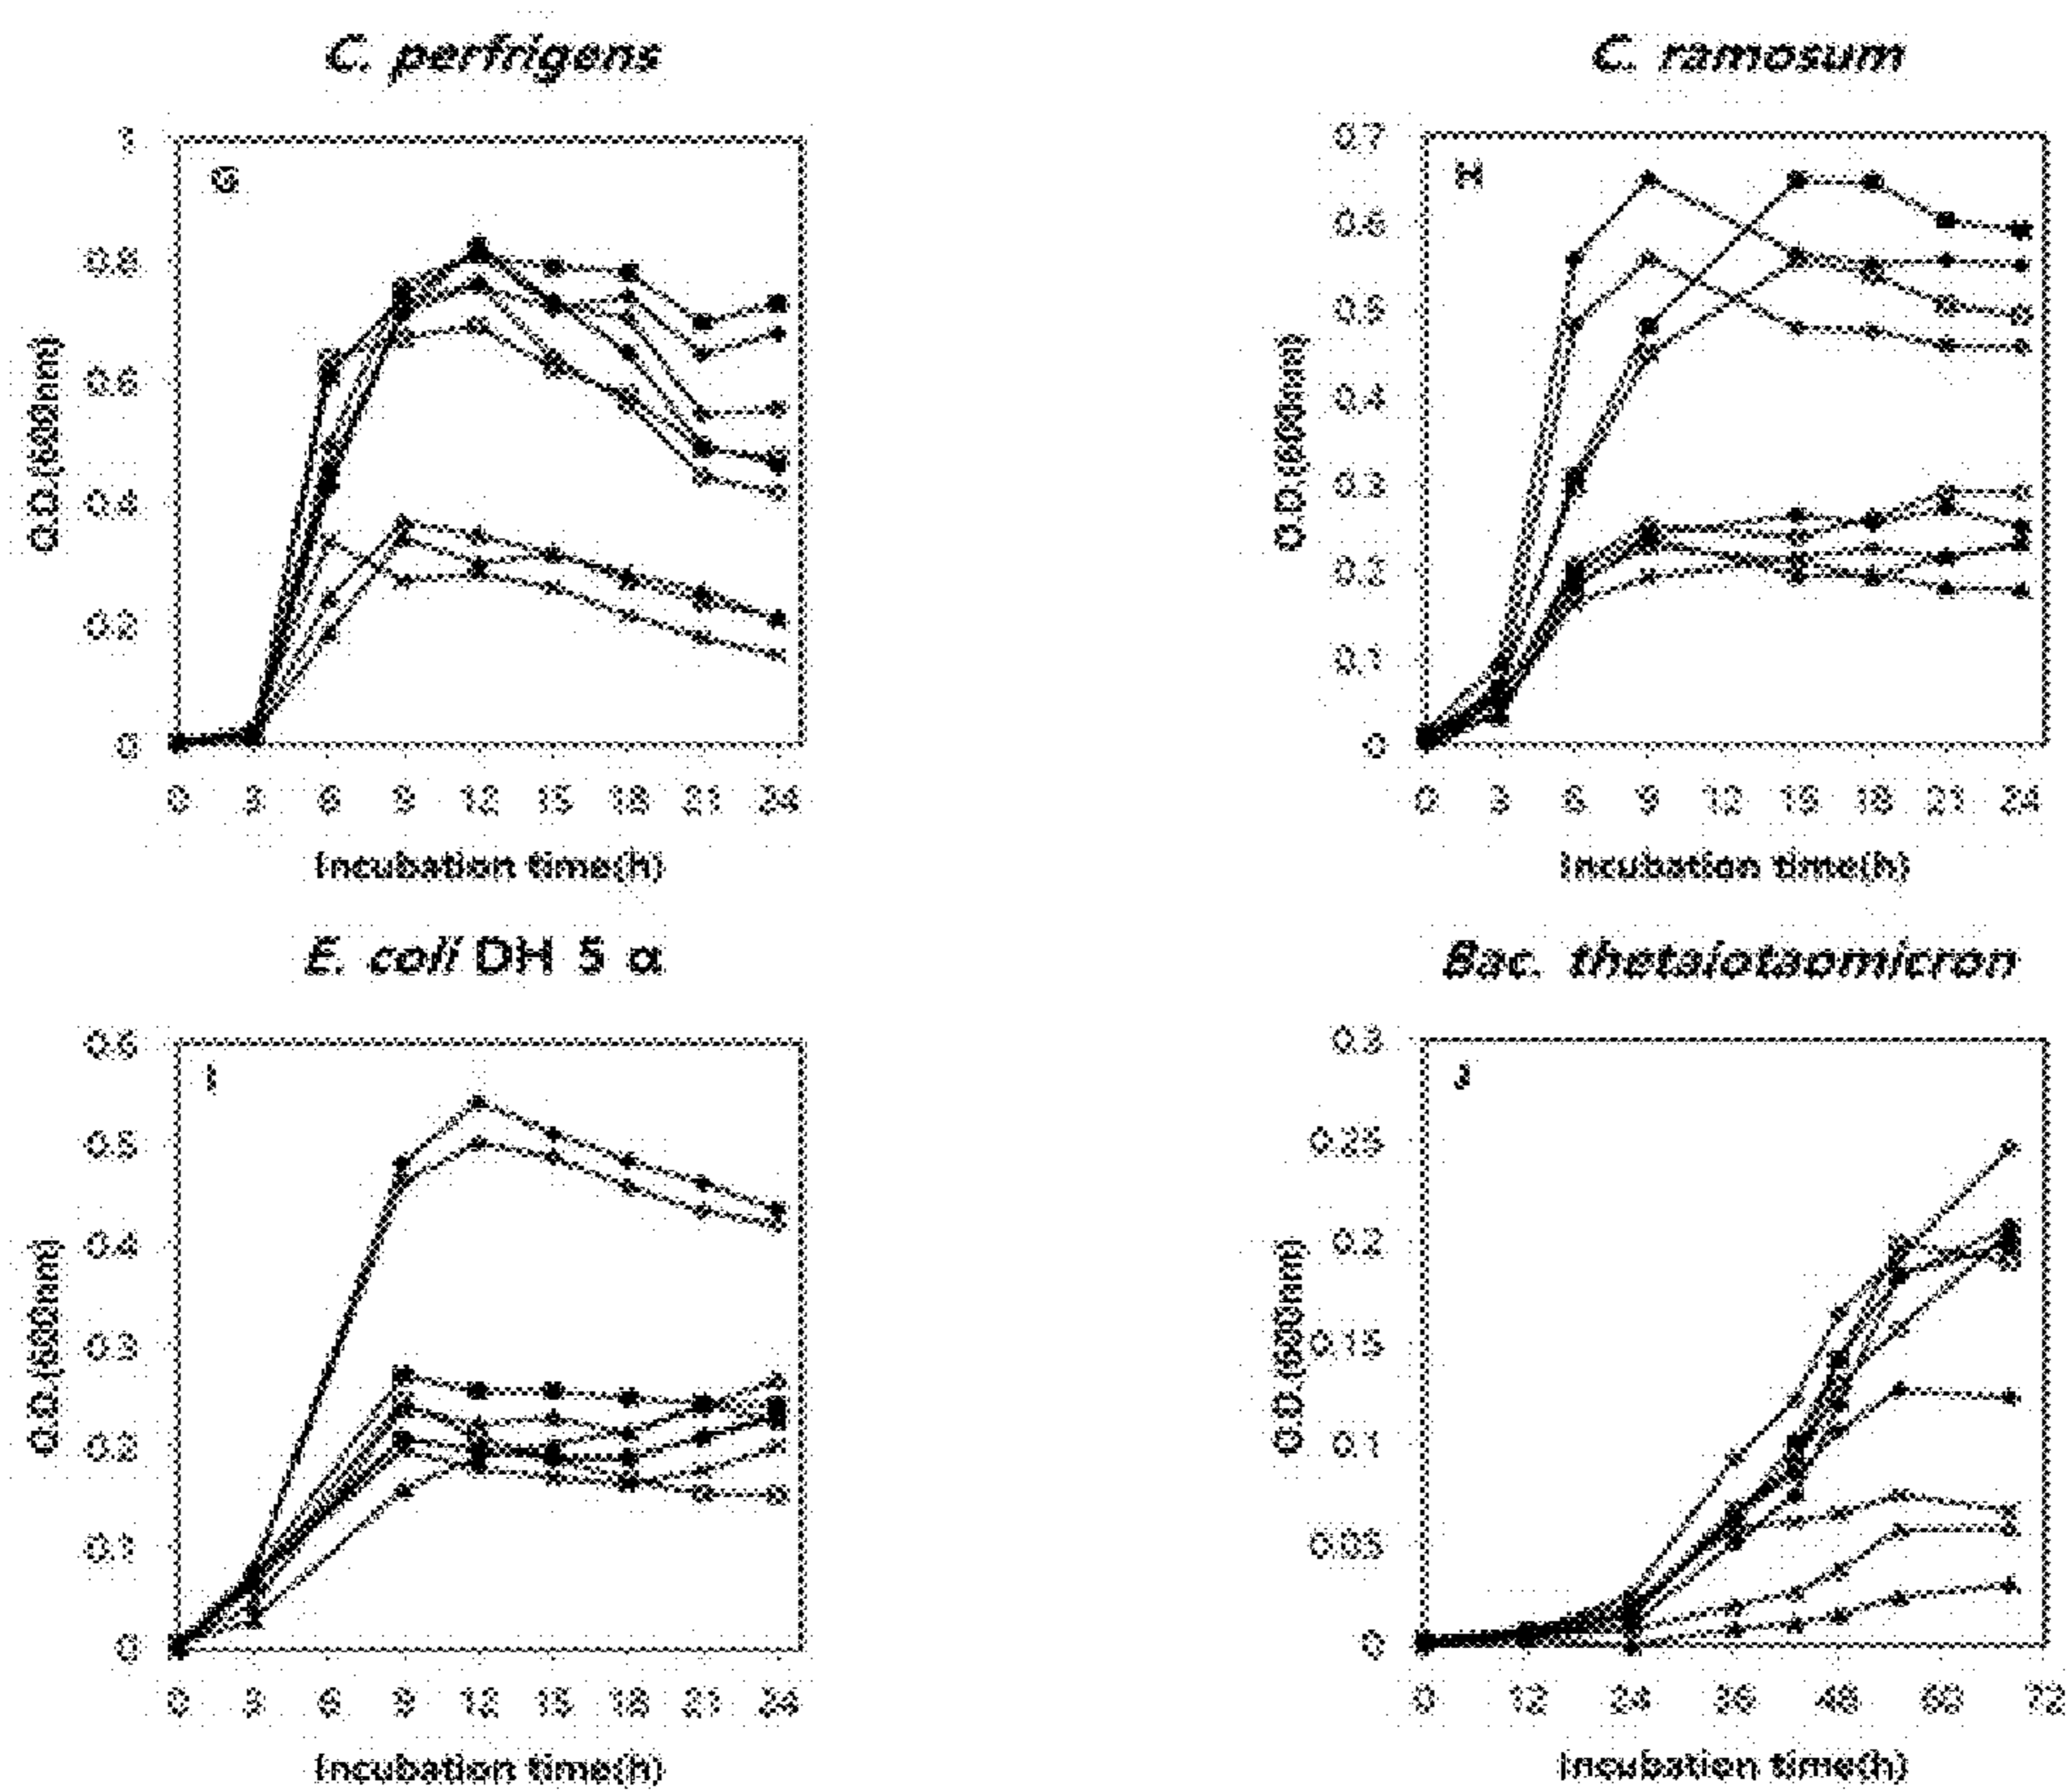 C. perfrigens
C. ramosum
G
1
0.8
0.6
0.4
0.2
0
O.D.(600nm)
0 3 6 9 12 15 18 21 24
Incubation time(h)
H
0.7
0.6
0.5
0.4
0.3
0.2
0.1
0
O.D.(600nm)
0 3 6 9 12 15 18 21 24
Incubation time(h)
E. coli DH 5 α
Bac. thetaiotaomicron
I
0.6
0.5
0.4
0.3
0.2
0.1
0
O.D.(600nm)
0 3 6 9 12 15 18 21 24
Incubation time(h)
J
0.3
0.25
0.2
0.15
0.1
0.05
0
O.D.(600nm)
0 12 24 36 48 60 72
Incubation time(h)